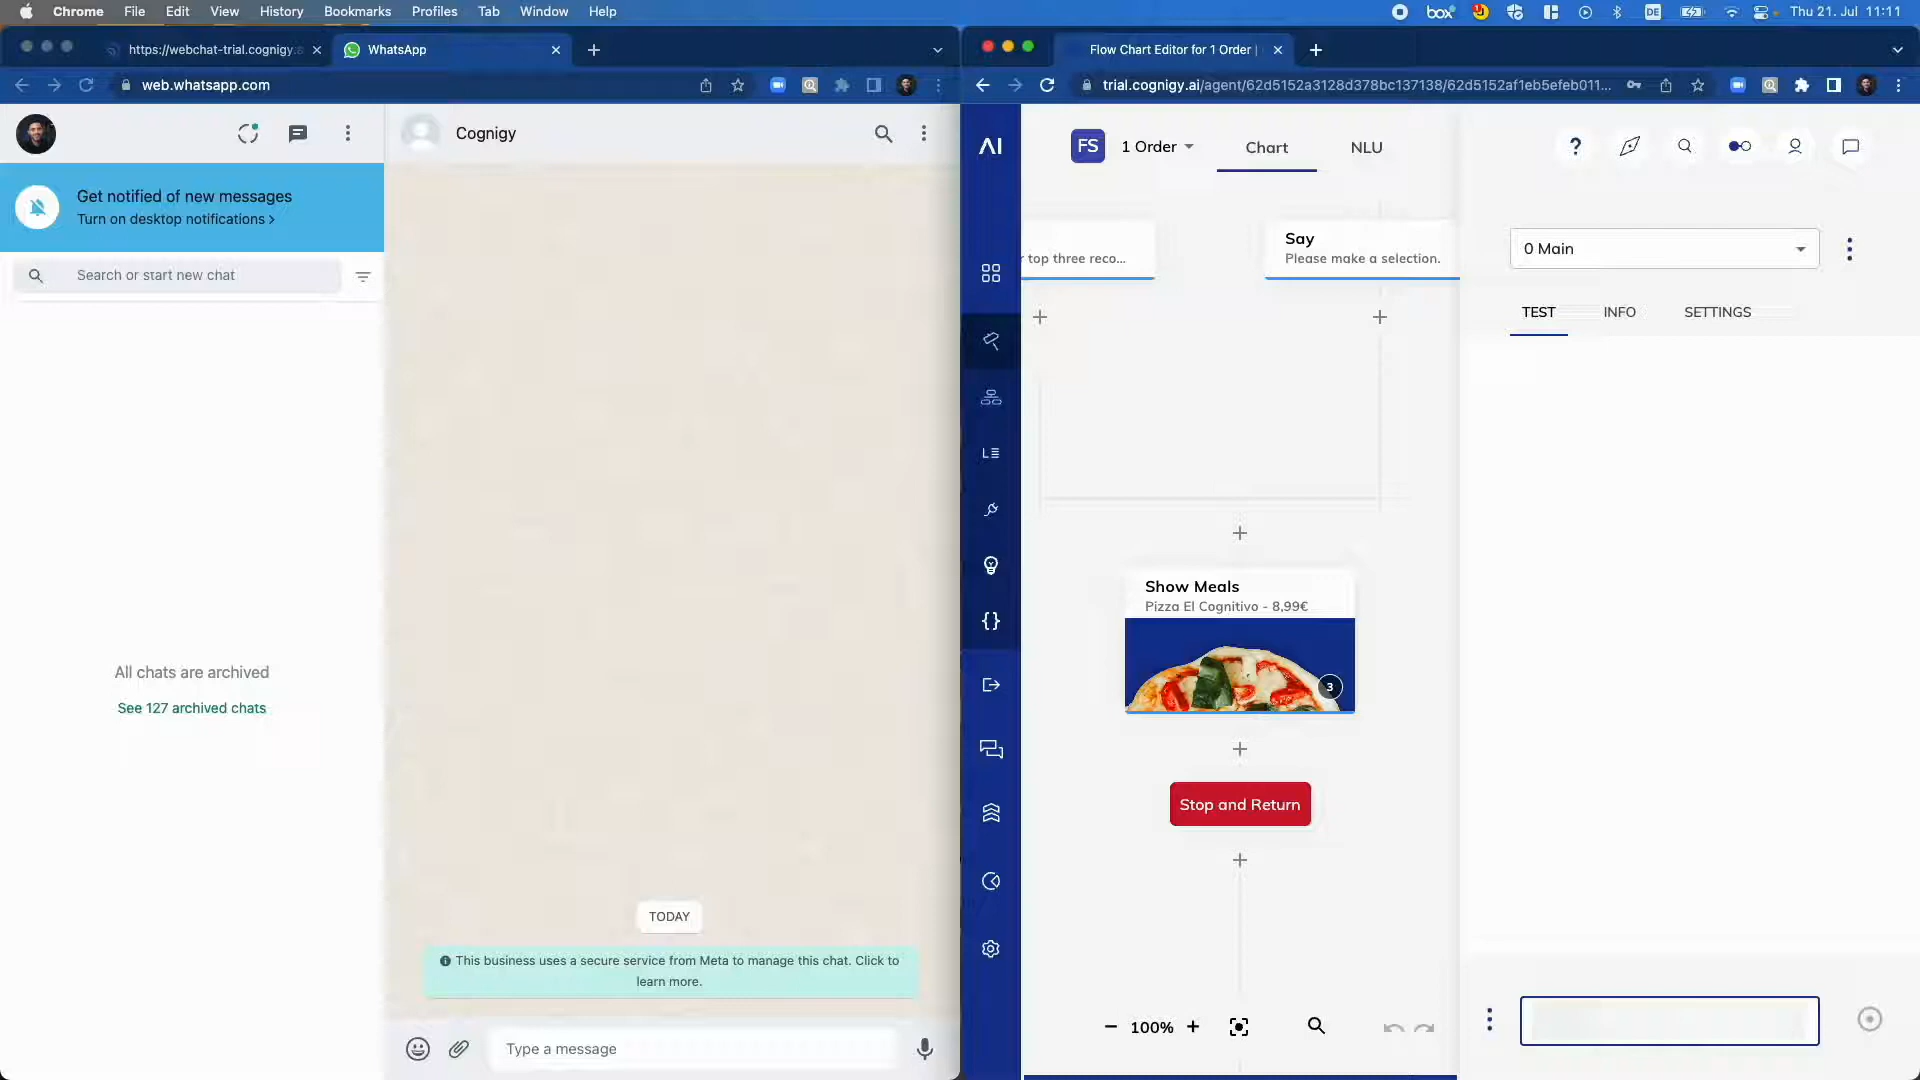 Chrome File Edit View History Bookmarks Profiles Tab Window Help
box DE Thu 21. Jul 11:11
https://webchat-trial.cognigy.a
WhatsApp
Flow Chart Editor for 1 Order |
web.whatsapp.com
trial.cognigy.ai/agent/62d5152a3128d378bc137138/62d5152af1eb5efeb011...
Get notified of new messages
Turn on desktop notifications >
Search or start new chat
All chats are archived
See 127 archived chats
Cognigy
TODAY
This business uses a secure service from Meta to manage this chat. Click to
learn more.
Type a message
AI
FS
1 Order
Chart
NLU
r top three reco...
Say
Please make a selection.
Show Meals
Pizza El Cognitivo - 8,99€
3
Stop and Return
100%
0 Main
TEST
INFO
SETTINGS